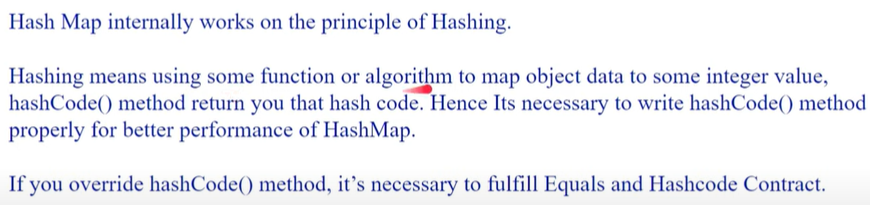 Hash Map internally works on the principle of Hashing.
Hashing means using some function or algorithm to map object data to some integer value,
hashCode() method return you that hash code. Hence Its necessary to write hashCode() method
properly for better performance of HashMap.
If you override hashCode() method, it’s necessary to fulfill Equals and Hashcode Contract.